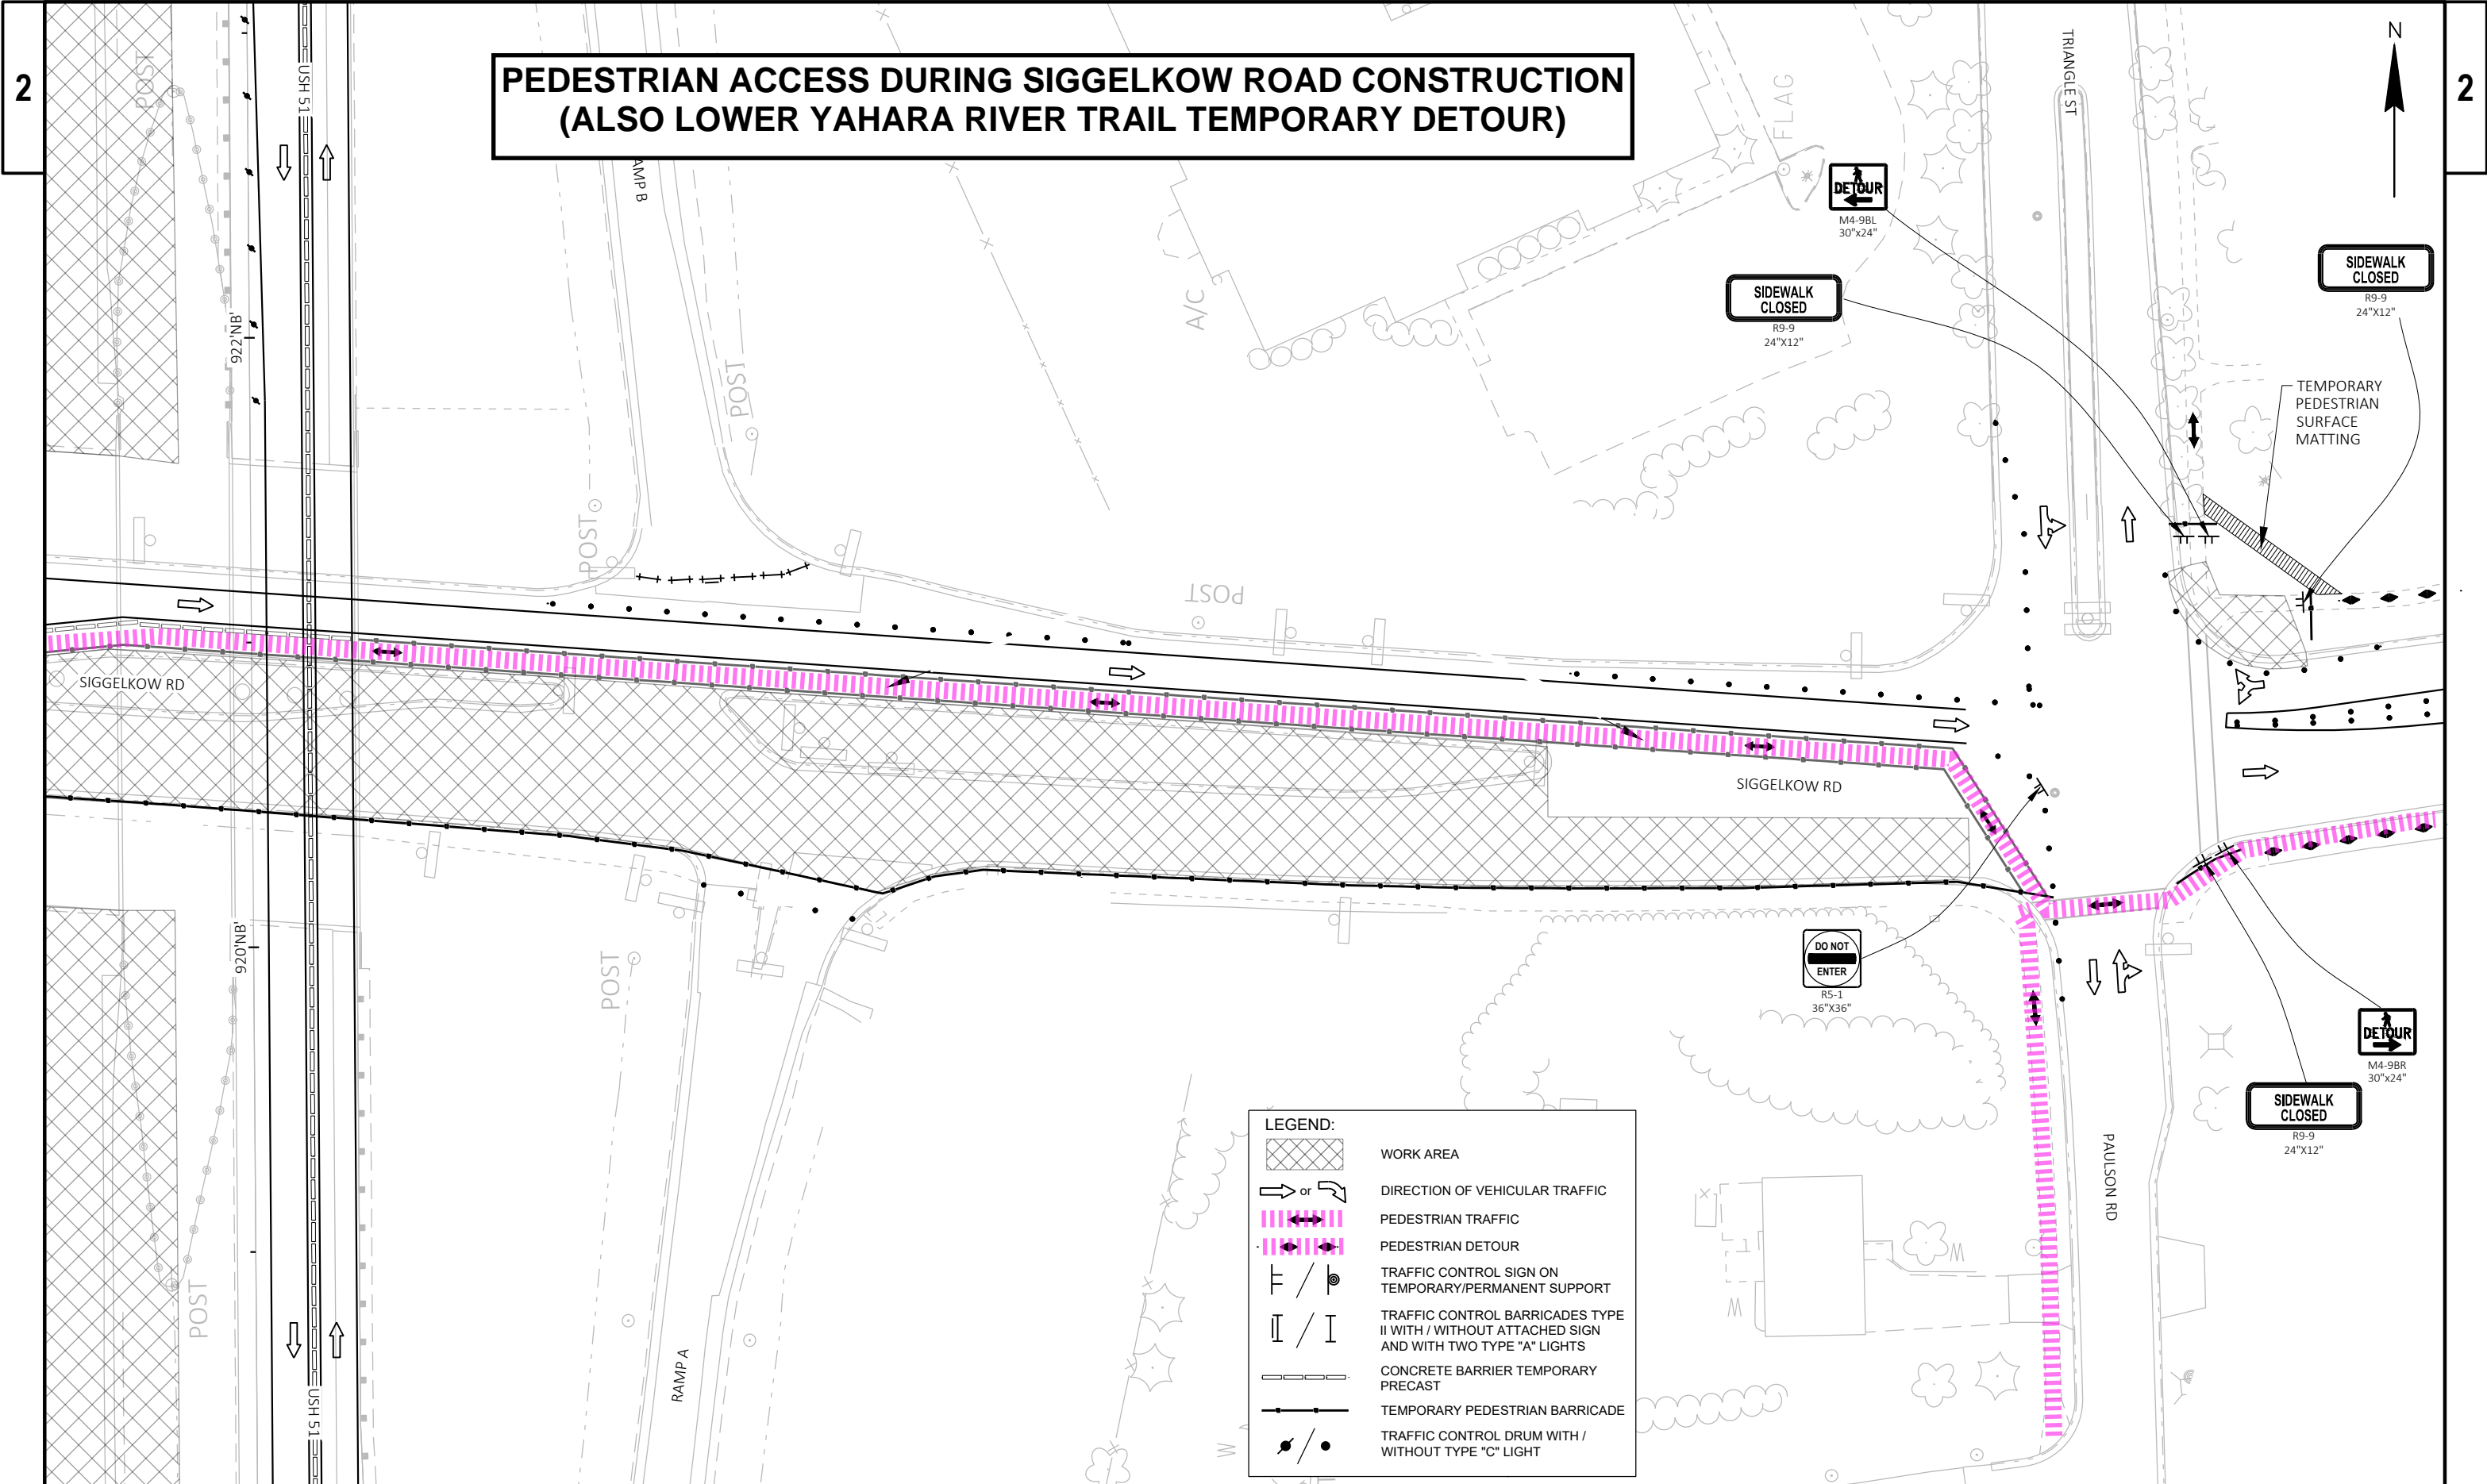 2
PEDESTRIAN ACCESS DURING SIGGELKOW ROAD CONSTRUCTION
(ALSO LOWER YAHARA RIVER TRAIL TEMPORARY DETOUR)
2
N
POST
USH 51
AMP B
FLAG
TRIANGLE ST
DETOUR
M4-9BL
30"x24"
SIDEWALK
CLOSED
R9-9
24"X12"
SIDEWALK
CLOSED
R9-9
24"X12"
922'NB'
A/C
POST
TEMPORARY
PEDESTRIAN
SURFACE
MATTING
POST
POST
SIGGELKOW RD
SIGGELKOW RD
920'NB'
POST
DO NOT
ENTER
R5-1
36"X36"
DETOUR
M4-9BR
30"x24"
SIDEWALK
CLOSED
R9-9
24"X12"
PAULSON RD
POST
RAMP A
USH 51
W
W
W
W
LEGEND:
WORK AREA
or
DIRECTION OF VEHICULAR TRAFFIC
PEDESTRIAN TRAFFIC
PEDESTRIAN DETOUR
TRAFFIC CONTROL SIGN ON
TEMPORARY/PERMANENT SUPPORT
TRAFFIC CONTROL BARRICADES TYPE
II WITH / WITHOUT ATTACHED SIGN
AND WITH TWO TYPE "A" LIGHTS
CONCRETE BARRIER TEMPORARY
PRECAST
TEMPORARY PEDESTRIAN BARRICADE
TRAFFIC CONTROL DRUM WITH /
WITHOUT TYPE "C" LIGHT